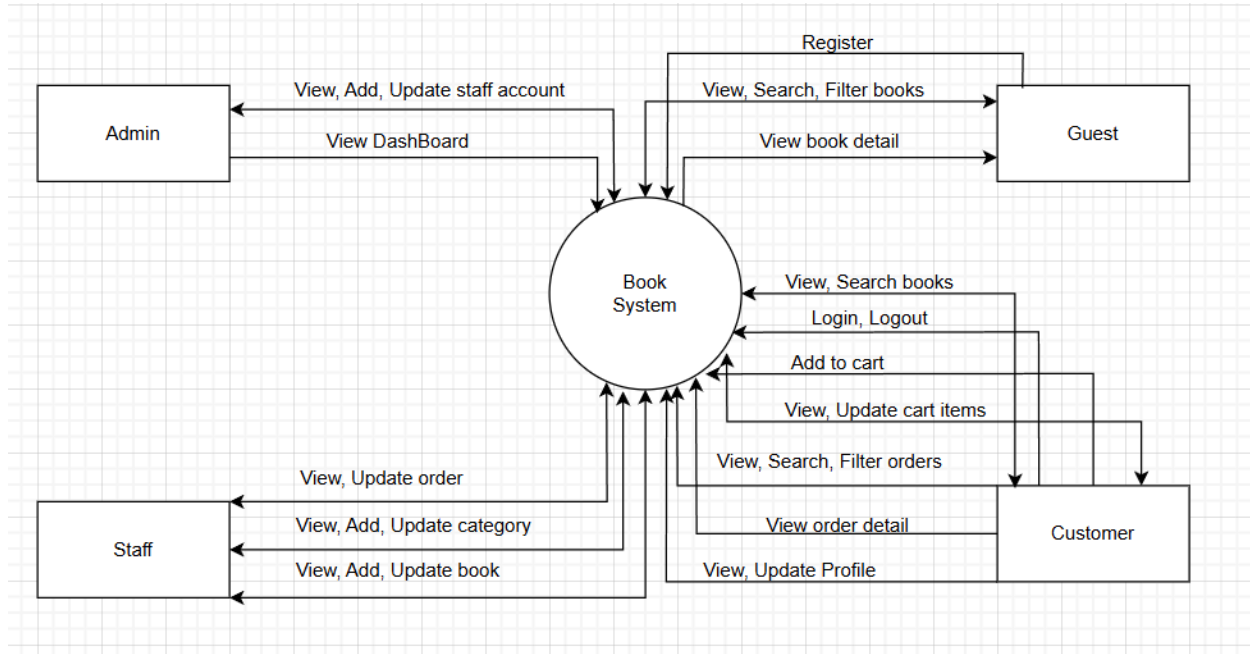 Register
View, Add, Update staff account
View, Search, Filter books
Admin
Guest
View DashBoard
View book detail
Book
System
View, Search books
Login, Logout
Add to cart
View, Update cart items
View, Search, Filter orders
View, Update order
View, Add, Update category
View order detail
Staff
Customer
View, Add, Update book
View, Update Profile